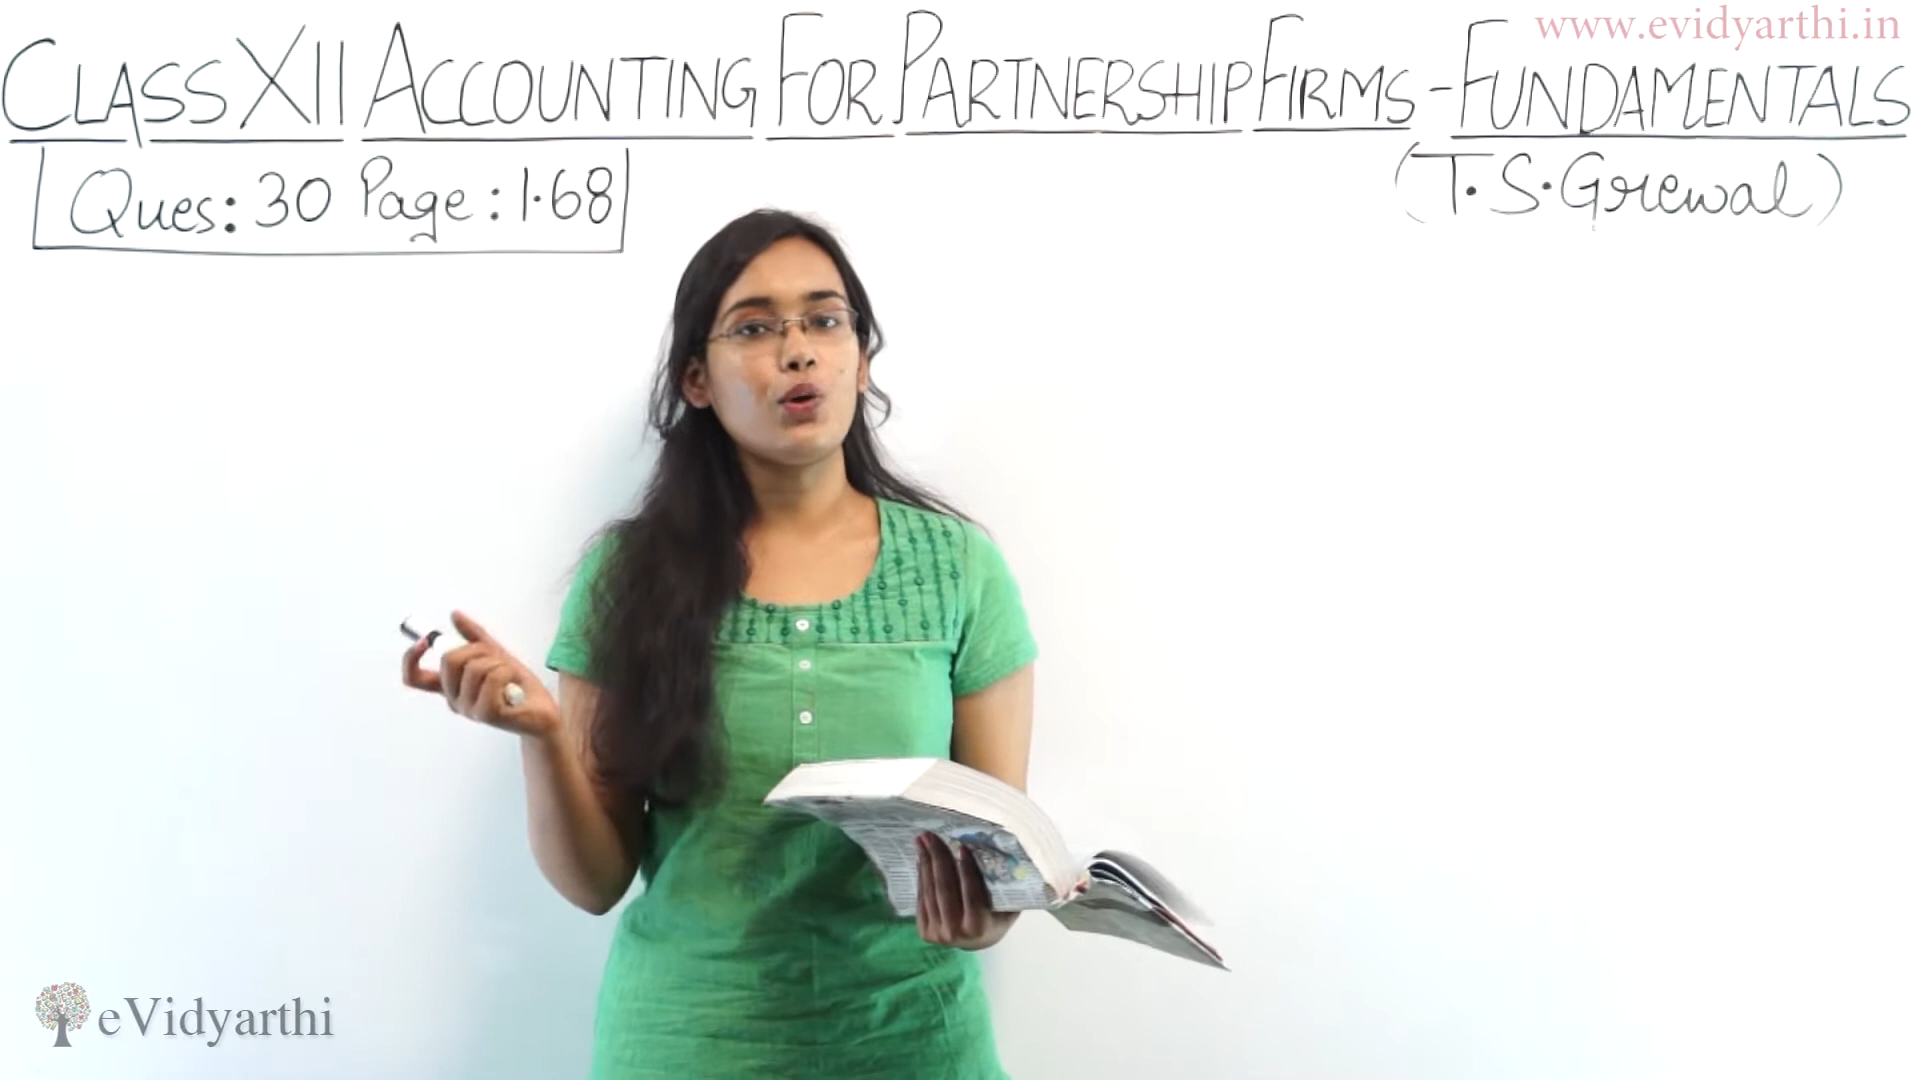 www.evidyarthi.in
CLASS XII ACCOUNTING FOR PARTNERSHIP FIRMS - FUNDAMENTALS
Ques: 30 Page: 1.68
(T.S. Grewal)
eVidyarthi